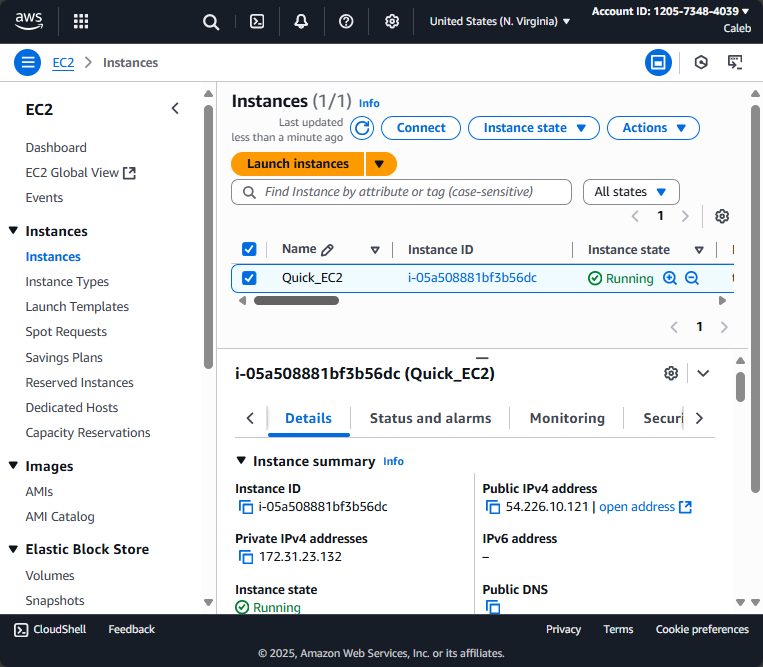 aws
United States (N. Virginia)
Account ID: 1205-7348-4039
Caleb
EC2
Instances
EC2
Dashboard
EC2 Global View
Events
Instances
Instances
Instance Types
Launch Templates
Spot Requests
Savings Plans
Reserved Instances
Dedicated Hosts
Capacity Reservations
Images
AMIs
AMI Catalog
Elastic Block Store
Volumes
Snapshots
Instances (1/1) Info
Last updated
less than a minute ago
Connect
Instance state
Actions
Launch instances
Find Instance by attribute or tag (case-sensitive)
All states
1
Name
Instance ID
Instance state
Quick_EC2
i-05a508881bf3b56dc
Running
1
i-05a508881bf3b56dc (Quick_EC2)
Details
Status and alarms
Monitoring
Securi
Instance summary Info
Instance ID
i-05a508881bf3b56dc
Public IPv4 address
54.226.10.121 | open address
Private IPv4 addresses
172.31.23.132
IPv6 address
–
Instance state
Running
Public DNS
CloudShell
Feedback
Privacy
Terms
Cookie preferences
© 2025, Amazon Web Services, Inc. or its affiliates.